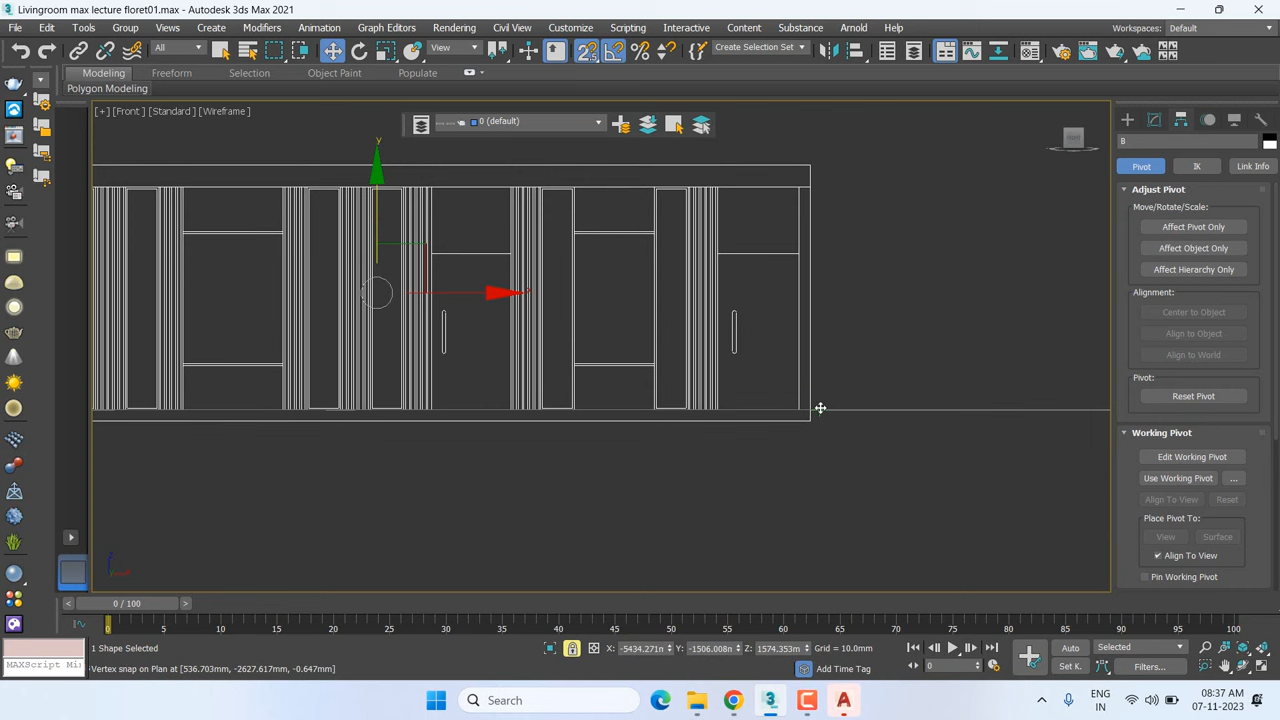 Livingroom max lecture floret01.max - Autodesk 3ds Max 2021
File Edit Tools Group Views Create Modifiers Animation Graph Editors Rendering Civil View Customize Scripting Interactive Content Substance Arnold Help
Workspaces: Default
All View Create Selection Set
Modeling Freeform Selection Object Paint Populate
Polygon Modeling
[+] [Front ] [Standard ] [Wireframe ]
0 (default)
FRONT
y
B
Pivot IK Link Info
Adjust Pivot
Move/Rotate/Scale:
Affect Pivot Only
Affect Object Only
Affect Hierarchy Only
Alignment:
Center to Object
Align to Object
Align to World
Pivot:
Reset Pivot
Working Pivot
Edit Working Pivot
Use Working Pivot ...
Align To View Reset
Place Pivot To:
View Surface
Align To View
Pin Working Pivot
< 0 / 100 >
0 5 10 15 20 25 30 35 40 45 50 55 60 65 70 75 80 85 90 95 100
1 Shape Selected
X: -5434.271m Y: -1506.008m Z: 1574.353m Grid = 10.0mm
Auto Selected
MAXScript Mi
Vertex snap on Plan at [536.703mm, -2627.617mm, -0.647mm]
Add Time Tag
Set K. Filters...
0
Search
ENG
IN
08:37 AM
07-11-2023